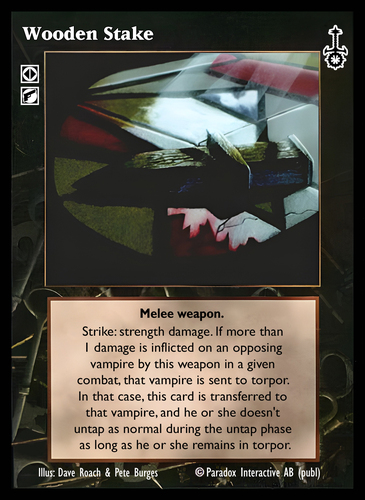 Wooden Stake
Melee weapon.
Strike: strength damage. If more than
1 damage is inflicted on an opposing
vampire by this weapon in a given
combat, that vampire is sent to torpor.
In that case, this card is transferred to
that vampire, and he or she doesn't
untap as normal during the untap phase
as long as he or she remains in torpor.
Illus: Dave Roach & Pete Burges © Paradox Interactive AB (publ)